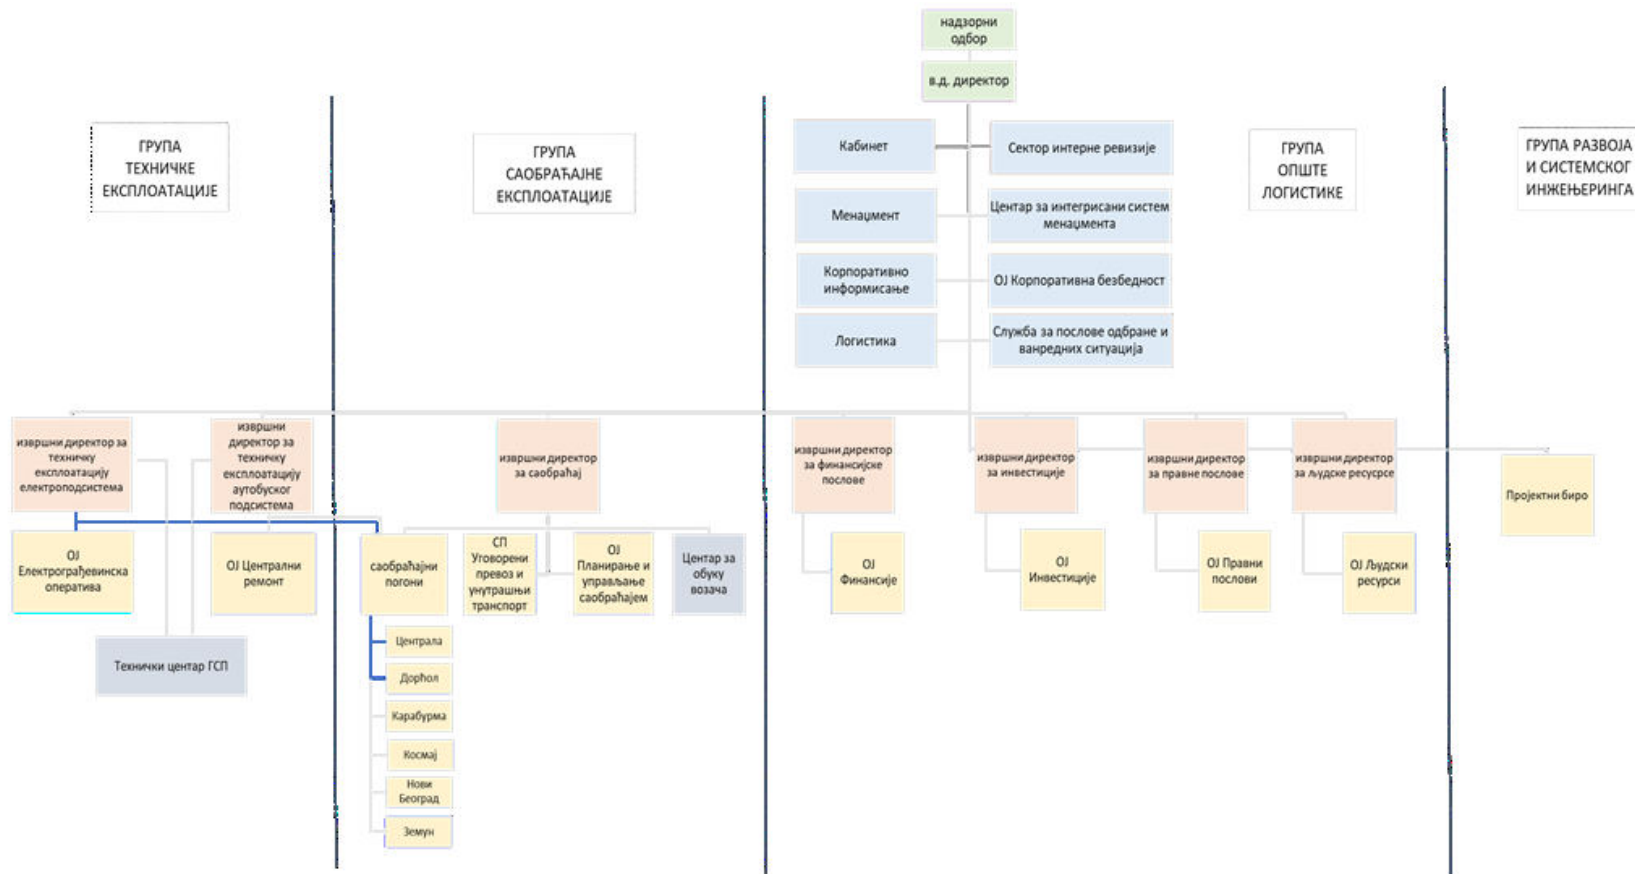 надзорни
одбор
в.д. директор
ГРУПА
ТЕХНИЧКЕ
ЕКСПЛОАТАЦИЈЕ
ГРУПА
САОБРАЋАЈНЕ
ЕКСПЛОАТАЦИЈЕ
Кабинет
Сектор интерне ревизије
ГРУПА
ОПШТЕ
ЛОГИСТИКЕ
ГРУПА РАЗВОЈА
И СИСТЕМСКОГ
ИНЖЕЊЕРИНГА
Менаџмент
Центар за интегрисани систем
менаџмента
Корпоративно
информисање
ОЈ Корпоративна безбедност
Логистика
Служба за послове одбране и
ванредних ситуација
извршни директор за
техничку
експлоатацију
електроподсистема
извршни
директор за
техничку
експлоатацију
аутобуског
подсистема
извршни директор
за саобраћај
извршни директор
за финансијске
послове
извршни директор
за инвестиције
извршни директор
за правне послове
извршни директор
за људске ресурсрсе
Пројектни биро
ОЈ
Електрограђевинска
оператива
ОЈ Централни
ремонт
саобраћајни
погони
СП
Уговорени
превоз и
унутрашњи
транспорт
ОЈ
Планирање и
управљање
саобраћајем
Центар за
обуку
возача
ОЈ
Финансије
ОЈ
Инвестиције
ОЈ Правни
послови
ОЈ Људски
ресурси
Технички центар ГСП
Централа
Дорћол
Карабурма
Космај
Нови
Београд
Земун